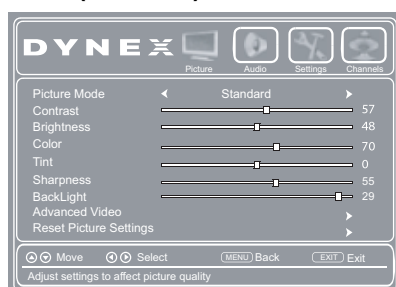 DYNEX
Picture Audio Settings Channels
Picture Mode Standard
Contrast 57
Brightness 48
Color 70
Tint 0
Sharpness 55
BackLight 29
Advanced Video
Reset Picture Settings
Move Select MENU Back EXIT Exit
Adjust settings to affect picture quality